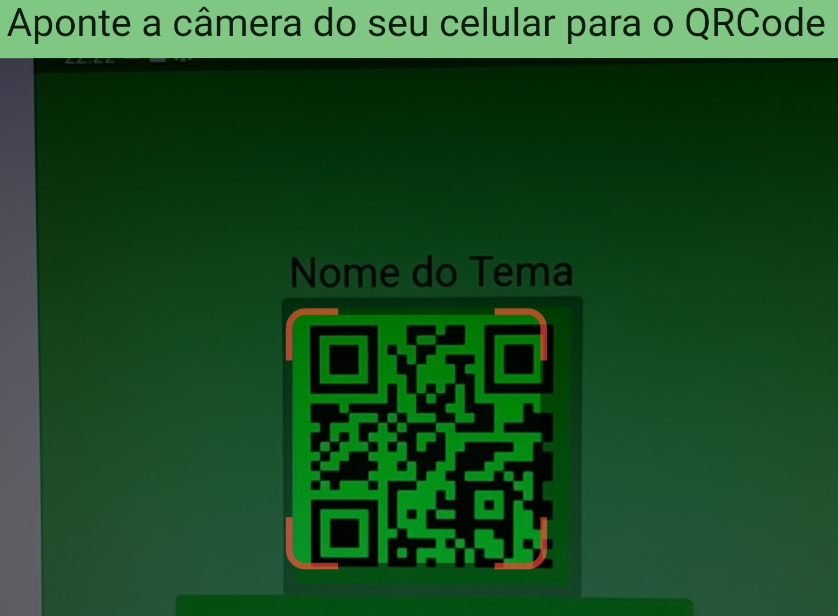 Aponte a câmera do seu celular para o QRCode
Nome do Tema